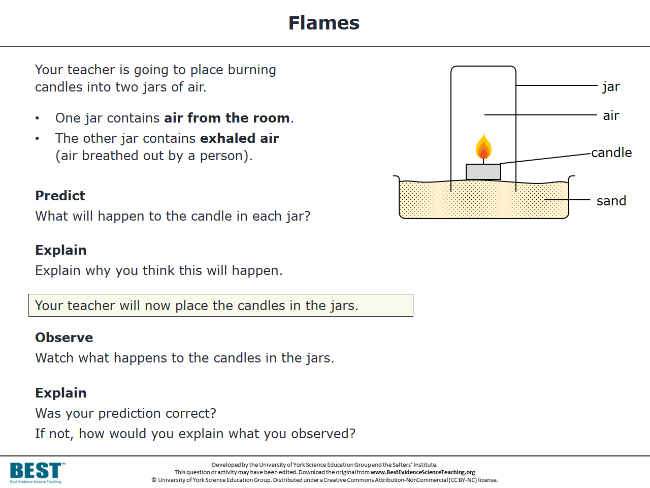 Flames
Your teacher is going to place burning
candles into two jars of air.
• One jar contains air from the room.
• The other jar contains exhaled air
(air breathed out by a person).
jar
air
candle
sand
Predict
What will happen to the candle in each jar?
Explain
Explain why you think this will happen.
Your teacher will now place the candles in the jars.
Observe
Watch what happens to the candles in the jars.
Explain
Was your prediction correct?
If not, how would you explain what you observed?
BEST™
Best Evidence Science Teaching
Developed by the University of York Science Education Group and the Salters' Institute.
This question or activity may have been edited. Download the original from www.BestEvidenceScienceTeaching.org
© University of York Science Education Group. Distributed under a Creative Commons Attribution-NonCommercial (CC BY-NC) license.